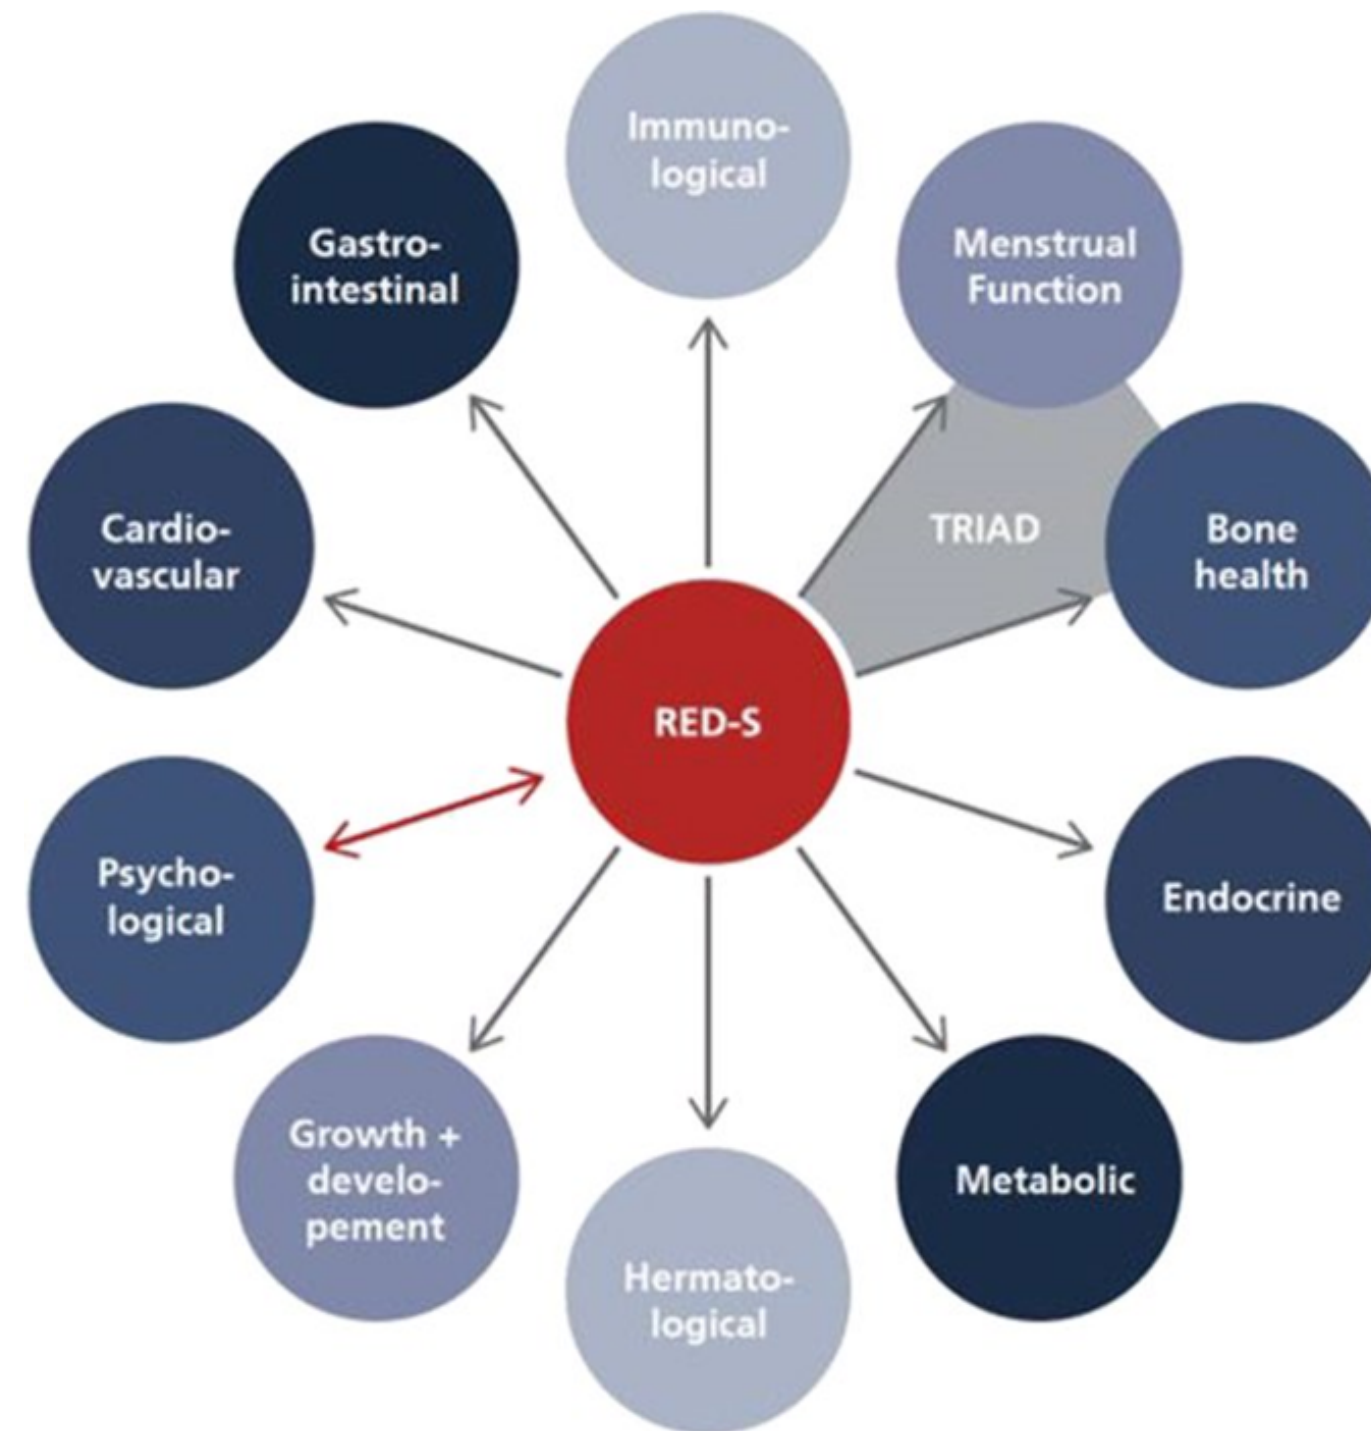 Immuno-
logical
Menstrual
Function
Gastro-
intestinal
TRIAD
Bone
health
Cardio-
vascular
RED-S
Psycho-
logical
Endocrine
Growth +
develo-
pement
Metabolic
Hermato-
logical